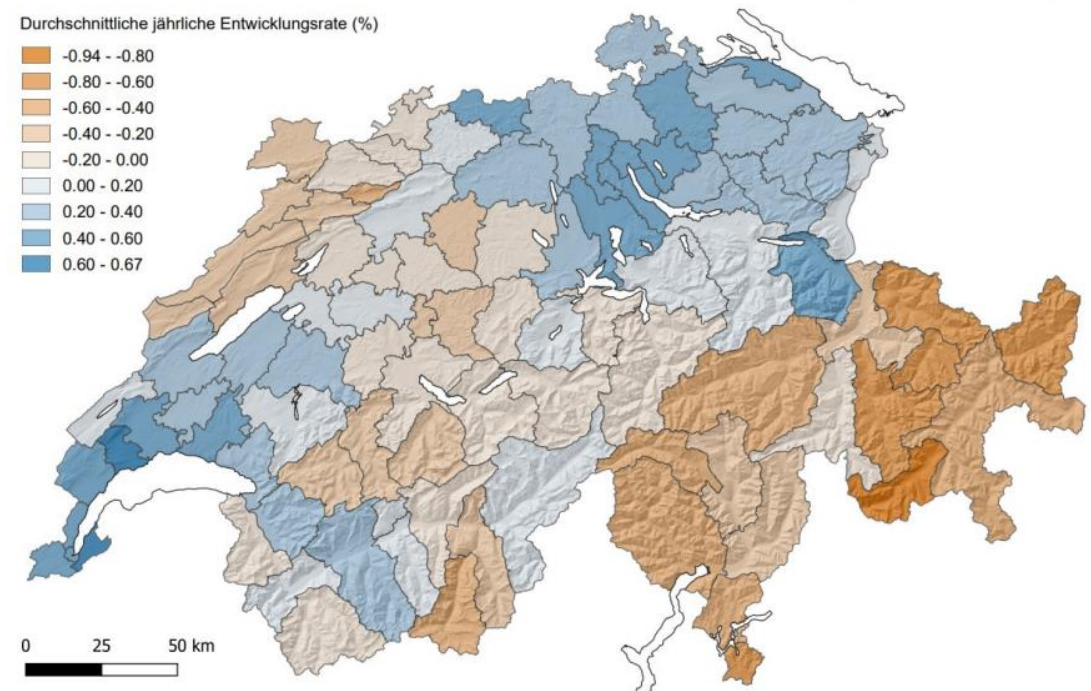 Durchschnittliche jährliche Entwicklungsrate (%)
-0.94 - -0.80
-0.80 - -0.60
-0.60 - -0.40
-0.40 - -0.20
-0.20 - 0.00
0.00 - 0.20
0.20 - 0.40
0.40 - 0.60
0.60 - 0.67
0 25 50 km